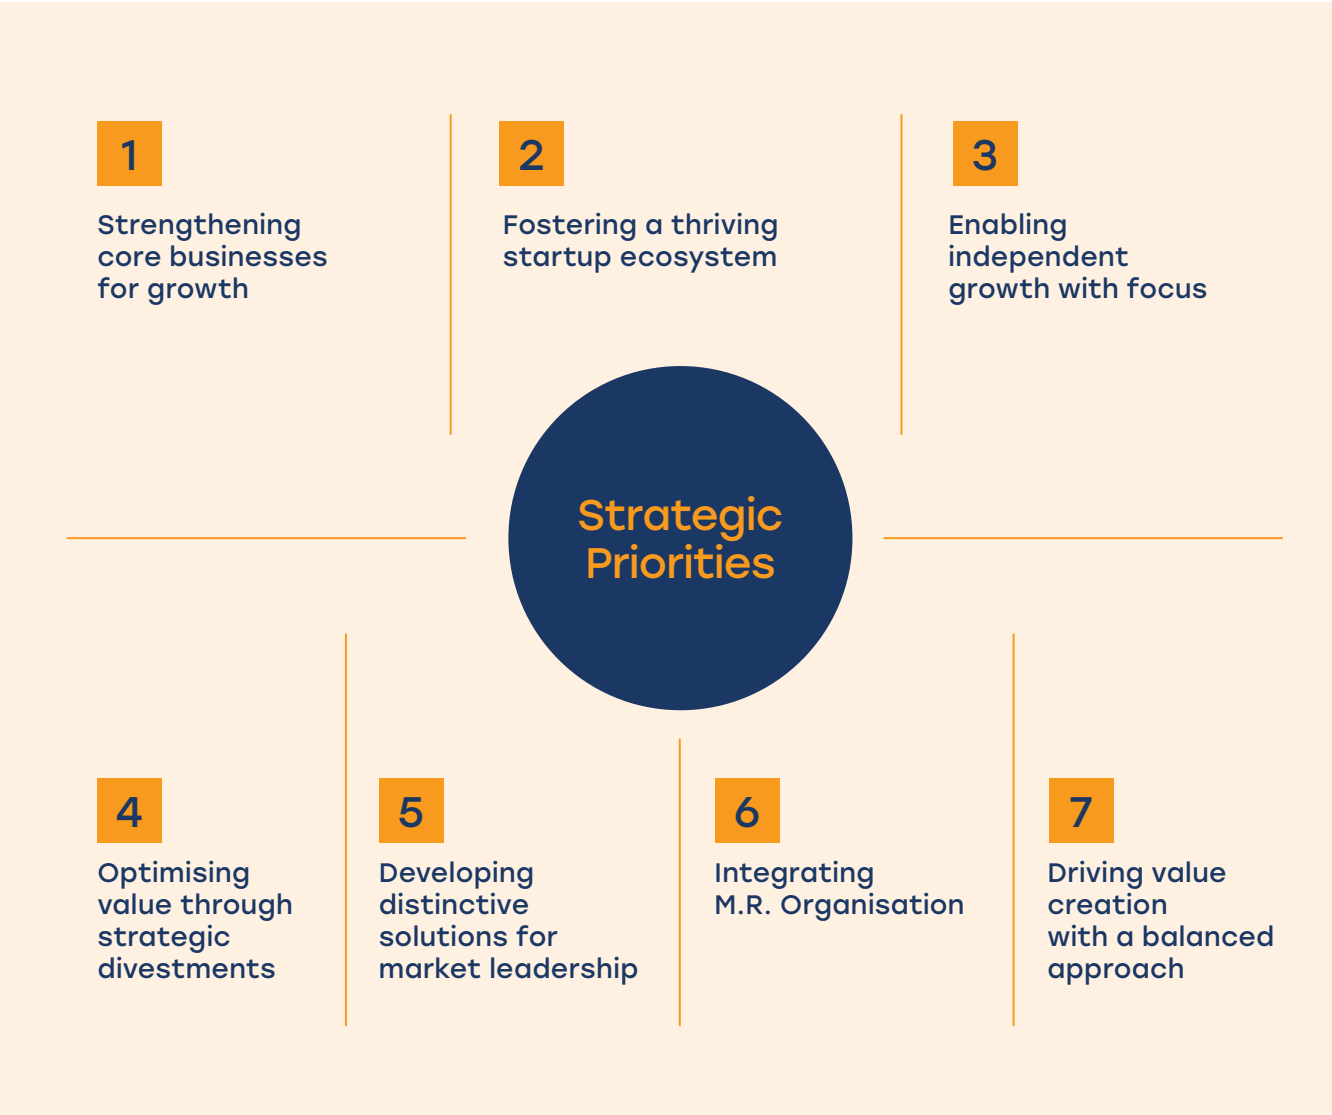 1
Strengthening
core businesses
for growth
2
Fostering a thriving
startup ecosystem
3
Enabling
independent
growth with focus
Strategic
Priorities
4
Optimising
value through
strategic
divestments
5
Developing
distinctive
solutions for
market leadership
6
Integrating
M.R. Organisation
7
Driving value
creation
with a balanced
approach